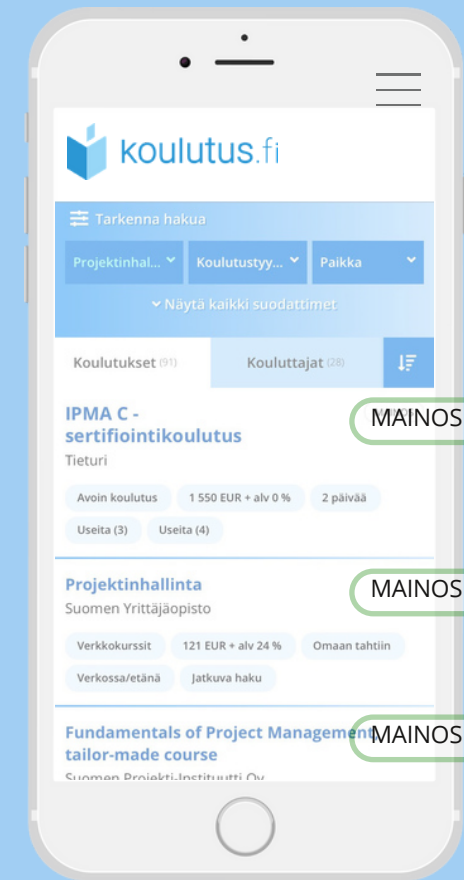 koulutus.fi
Tarkenna hakua
Projektinhal... Koulutustyy... Paikka
Näytä kaikki suodattimet
Koulutukset (91) Kouluttajat (28)
IPMA C -
sertifiointikoulutus
MAINOS
Tieturi
Avoin koulutus 1 550 EUR + alv 0 % 2 päivää
Useita (3) Useita (4)
Projektinhallinta
MAINOS
Suomen Yrittäjäopisto
Verkkokurssit 121 EUR + alv 24 % Omaan tahtiin
Verkossa/etänä Jatkuva haku
Fundamentals of Project Management,
MAINOS
tailor-made course
Suomen Projekti-Instituutti Oy